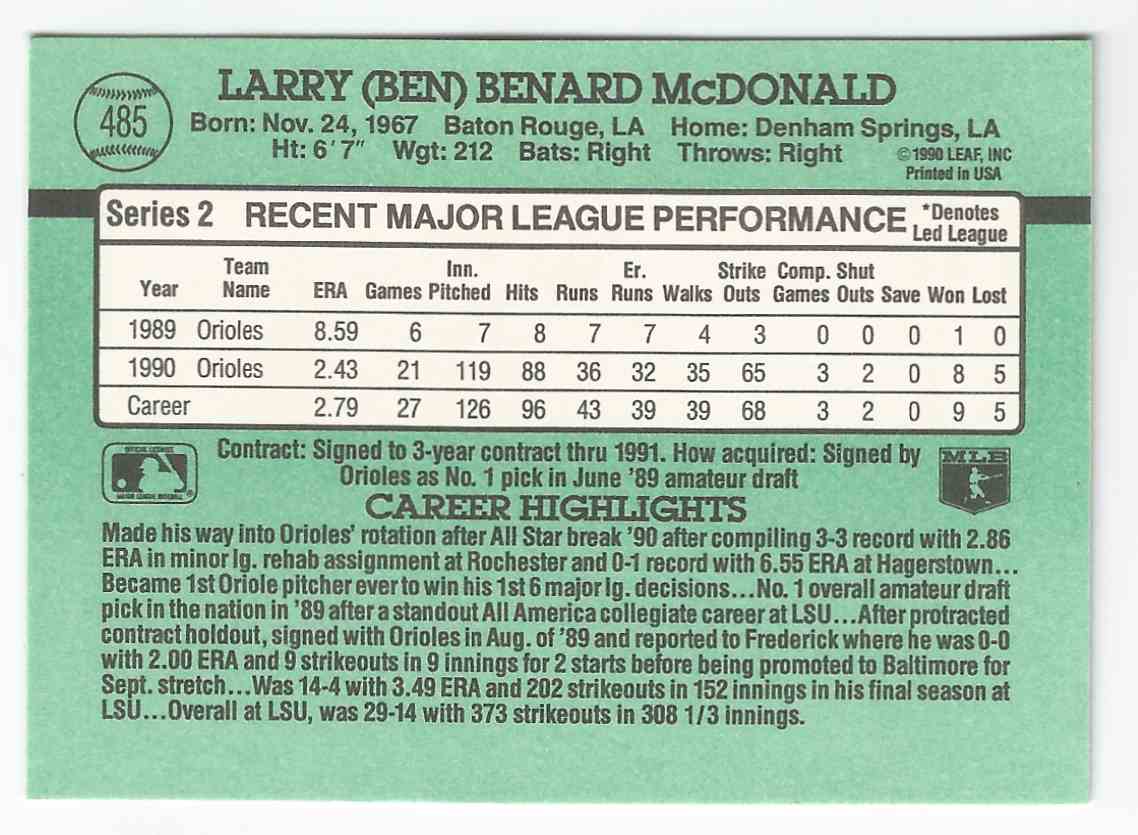 485
LARRY (BEN) BENARD McDONALD
Born: Nov. 24, 1967 Baton Rouge, LA Home: Denham Springs, LA
Ht: 6'7" Wgt: 212 Bats: Right Throws: Right
©1990 LEAF, INC
Printed in USA
Series 2 RECENT MAJOR LEAGUE PERFORMANCE
*Denotes
Led League
Team Inn. Er. Strike Comp. Shut
Year Name ERA Games Pitched Hits Runs Runs Walks Outs Games Outs Save Won Lost
1989 Orioles 8.59 6 7 8 7 7 4 3 0 0 0 1 0
1990 Orioles 2.43 21 119 88 36 32 35 65 3 2 0 8 5
Career 2.79 27 126 96 43 39 39 68 3 2 0 9 5
Contract: Signed to 3-year contract thru 1991. How acquired: Signed by
Orioles as No. 1 pick in June '89 amateur draft
MAJOR LEAGUE BASEBALL
MLB
CAREER HIGHLIGHTS
Made his way into Orioles' rotation after All Star break '90 after compiling 3-3 record with 2.86
ERA in minor lg. rehab assignment at Rochester and 0-1 record with 6.55 ERA at Hagerstown...
Became 1st Oriole pitcher ever to win his 1st 6 major lg. decisions...No. 1 overall amateur draft
pick in the nation in '89 after a standout All America collegiate career at LSU...After protracted
contract holdout, signed with Orioles in Aug. of '89 and reported to Frederick where he was 0-0
with 2.00 ERA and 9 strikeouts in 9 innings for 2 starts before being promoted to Baltimore for
Sept. stretch...Was 14-4 with 3.49 ERA and 202 strikeouts in 152 innings in his final season at
LSU...Overall at LSU, was 29-14 with 373 strikeouts in 308 1/3 innings.